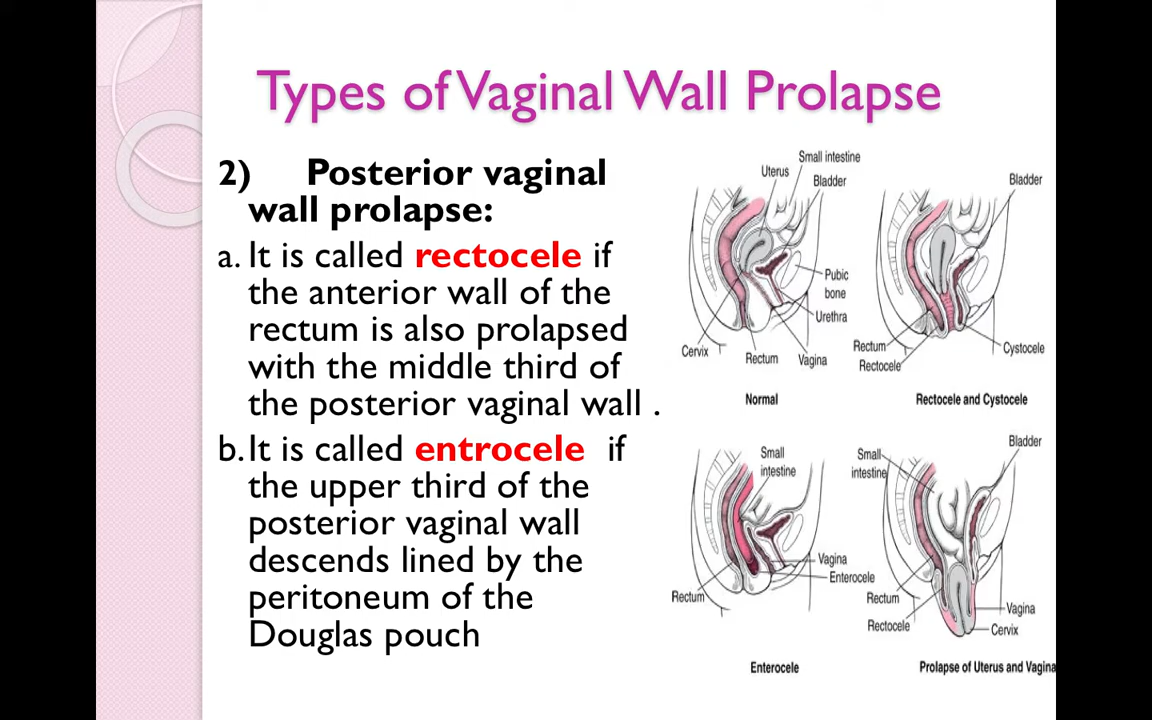 Types of Vaginal Wall Prolapse
2) Posterior vaginal
wall prolapse:
a. It is called rectocele if
the anterior wall of the
rectum is also prolapsed
with the middle third of
the posterior vaginal wall .
b. It is called entrocele if
the upper third of the
posterior vaginal wall
descends lined by the
peritoneum of the
Douglas pouch
Small intestine
Uterus
Bladder
Pubic
bone
Urethra
Cervix
Rectum
Vagina
Normal
Bladder
Rectum
Rectocele
Cystocele
Rectocele and Cystocele
Small
intestine
Vagina
Enterocele
Rectum
Enterocele
Bladder
Small
intestine
Rectum
Rectocele
Vagina
Cervix
Prolapse of Uterus and Vagina